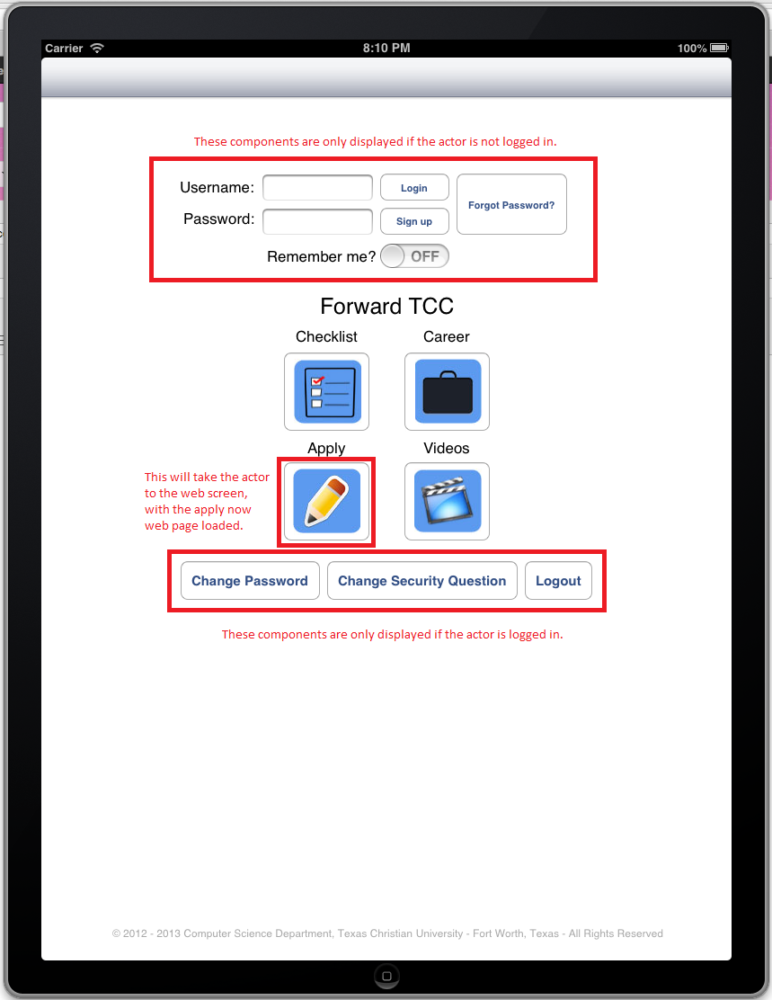 Carrier 8:10 PM 100%
These components are only displayed if the actor is not logged in.
Username: Login Forgot Password?
Password: Sign up
Remember me? OFF
Forward TCC
Checklist Career
Apply Videos
This will take the actor
to the web screen,
with the apply now
web page loaded.
Change Password Change Security Question Logout
These components are only displayed if the actor is logged in.
© 2012 - 2013 Computer Science Department, Texas Christian University - Fort Worth, Texas - All Rights Reserved